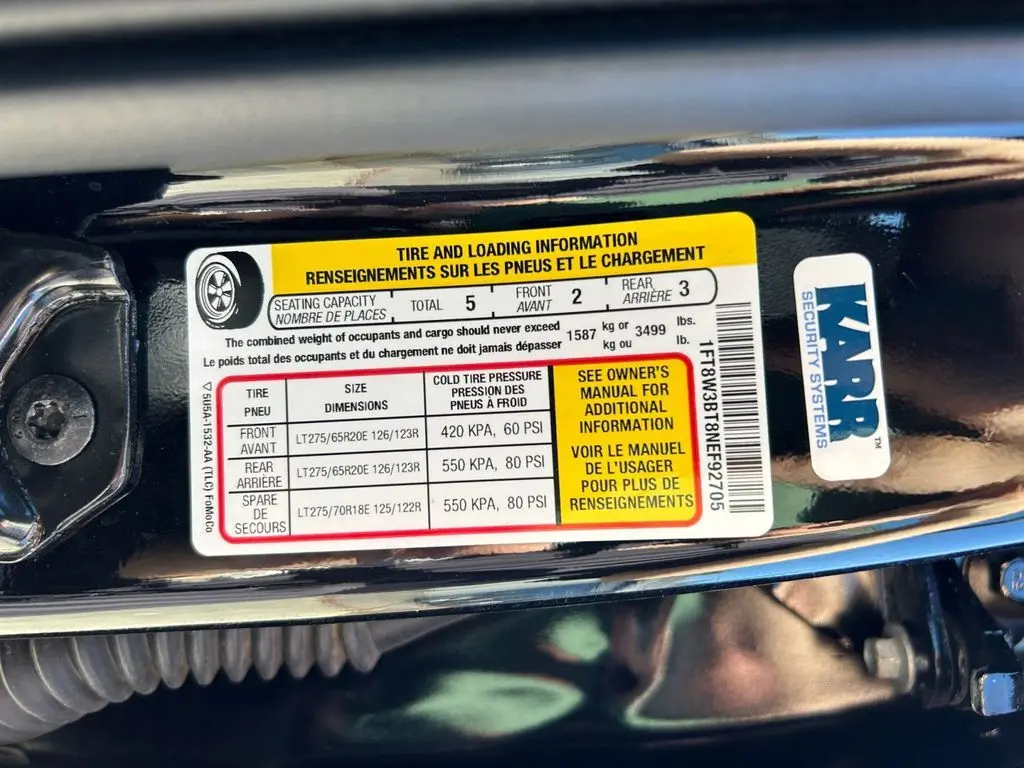 TIRE AND LOADING INFORMATION
RENSEIGNEMENTS SUR LES PNEUS ET LE CHARGEMENT
SEATING CAPACITY
NOMBRE DE PLACES
TOTAL 5
FRONT
AVANT
2
REAR
ARRIÈRE
3
The combined weight of occupants and cargo should never exceed
Le poids total des occupants et du chargement ne doit jamais dépasser
1587
kg or
kg ou
3499
lbs.
lb.
TIRE
PNEU
SIZE
DIMENSIONS
COLD TIRE PRESSURE
PRESSION DES
PNEUS À FROID
FRONT
AVANT
LT275/65R20E 126/123R
420 KPA, 60 PSI
REAR
ARRIÈRE
LT275/65R20E 126/123R
550 KPA, 80 PSI
SPARE
DE
SECOURS
LT275/70R18E 125/122R
550 KPA, 80 PSI
SEE OWNER'S
MANUAL FOR
ADDITIONAL
INFORMATION
VOIR LE MANUEL
DE L'USAGER
POUR PLUS DE
RENSEIGNEMENTS
▽5U5A-1532-AA (TLC) FoMoCo
1FT8W3BT8NEF92705
KARR™
SECURITY SYSTEMS